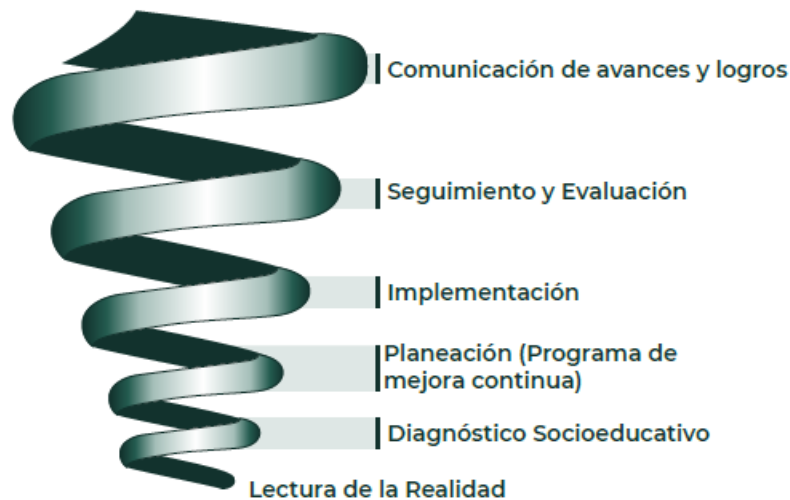 Comunicación de avances y logros
Seguimiento y Evaluación
Implementación
Planeación (Programa de
mejora continua)
Diagnóstico Socioeducativo
Lectura de la Realidad